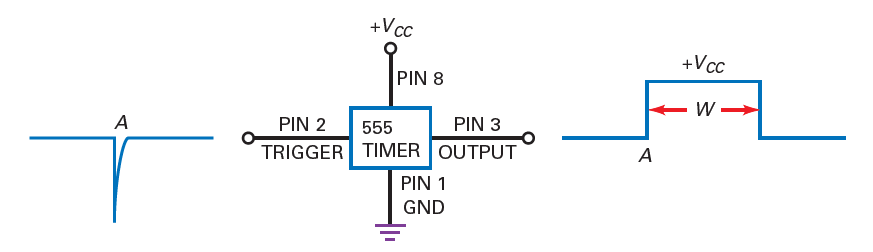 +VCC
PIN 8
A
PIN 2
TRIGGER
555
TIMER
PIN 3
OUTPUT
PIN 1
GND
+VCC
W
A